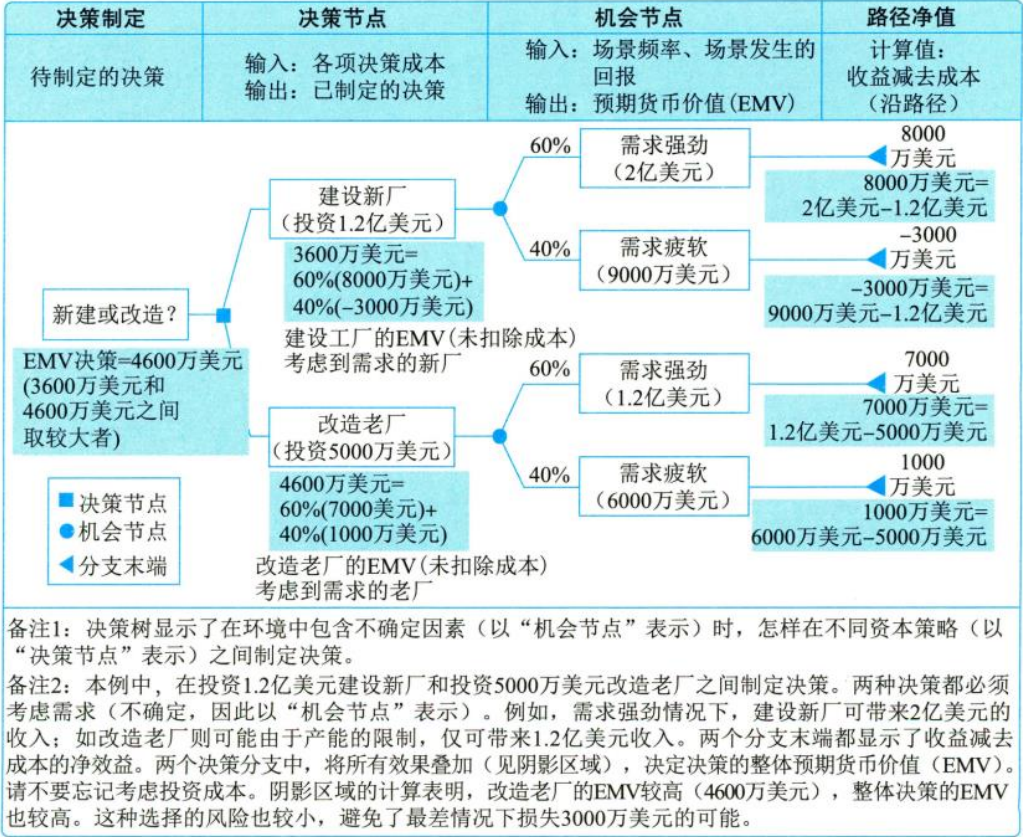 决策制定
决策节点
机会节点
路径净值
待制定的决策
输入：各项决策成本
输出：已制定的决策
输入：场景频率、场景发生的
回报
输出：预期货币价值(EMV)
计算值：
收益减去成本
（沿路径）
新建或改造？
EMV决策=4600万美元
(3600万美元和
4600万美元之间
取较大者)
建设新厂
（投资1.2亿美元）
3600万美元=
60%(8000万美元)+
40%(-3000万美元)
建设工厂的EMV(未扣除成本)
考虑到需求的新厂
60%
需求强劲
（2亿美元）
8000
万美元
8000万美元=
2亿美元-1.2亿美元
40%
需求疲软
（9000万美元）
-3000
万美元
-3000万美元=
9000万美元-1.2亿美元
改造老厂
（投资5000万美元）
4600万美元=
60%(7000美元)+
40%(1000万美元)
改造老厂的EMV(未扣除成本)
考虑到需求的老厂
60%
需求强劲
（1.2亿美元）
7000
万美元
7000万美元=
1.2亿美元-5000万美元
40%
需求疲软
（6000万美元）
1000
万美元
1000万美元=
6000万美元-5000万美元
决策节点
机会节点
分支末端
备注1：决策树显示了在环境中包含不确定因素（以“机会节点”表示）时，怎样在不同资本策略（以
“决策节点”表示）之间制定决策。
备注2：本例中，在投资1.2亿美元建设新厂和投资5000万美元改造老厂之间制定决策。两种决策都必须
考虑需求（不确定，因此以“机会节点”表示）。例如，需求强劲情况下，建设新厂可带来2亿美元的
收入；如改造老厂则可能由于产能的限制，仅可带来1.2亿美元收入。两个分支末端都显示了收益减去
成本的净效益。两个决策分支中，将所有效果叠加（见阴影区域），决定决策的整体预期货币价值（EMV）。
请不要忘记考虑投资成本。阴影区域的计算表明，改造老厂的EMV较高（4600万美元），整体决策的EMV
也较高。这种选择的风险也较小，避免了最差情况下损失3000万美元的可能。